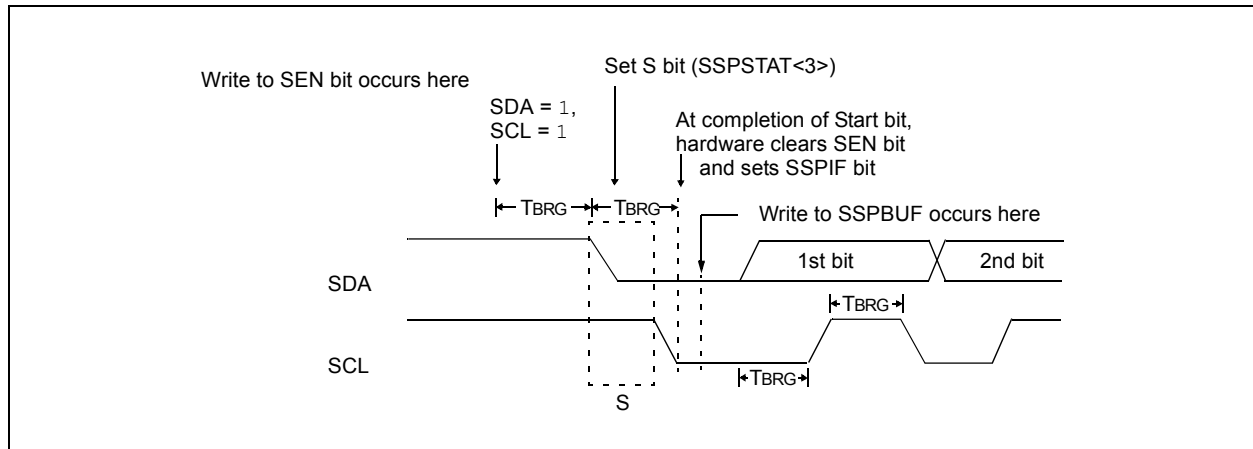 Set S bit (SSPSTAT<3>)
Write to SEN bit occurs here
SDA = 1,
SCL = 1
At completion of Start bit,
hardware clears SEN bit
and sets SSPIF bit
TBRG TBRG
Write to SSPBUF occurs here
1st bit 2nd bit
SDA
TBRG
SCL
TBRG
S